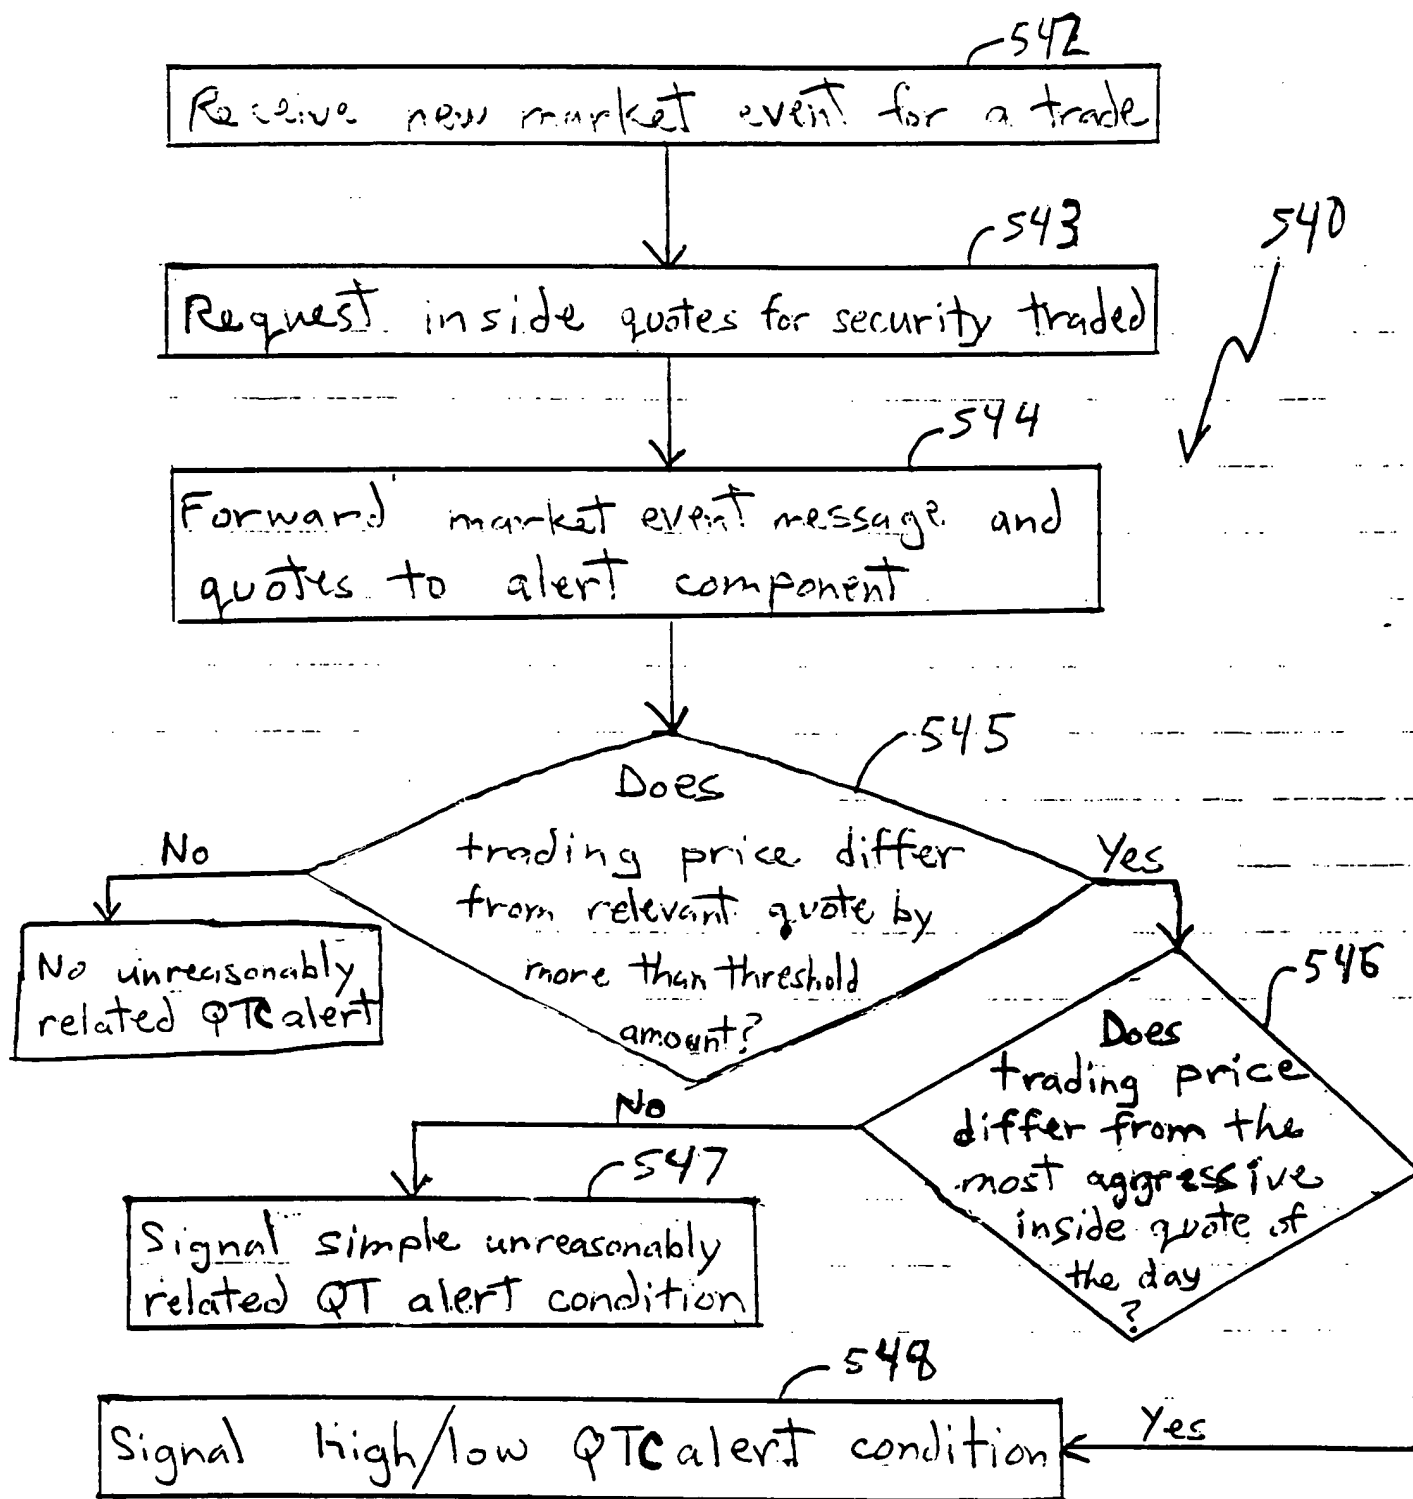 542
Receive new market event for a trade
543
540
Request inside quotes for security traded
544
Forward market event message and
quotes to alert component
545
Does
No
trading price differ
Yes
from relevant quote by
more than threshold
amount?
No unreasonably
related QTC alert
546
Does
trading price
differ from the
most aggressive
inside quote of
the day
?
No
547
Signal simple unreasonably
related QT alert condition
548
Signal High/low QTC alert condition
Yes